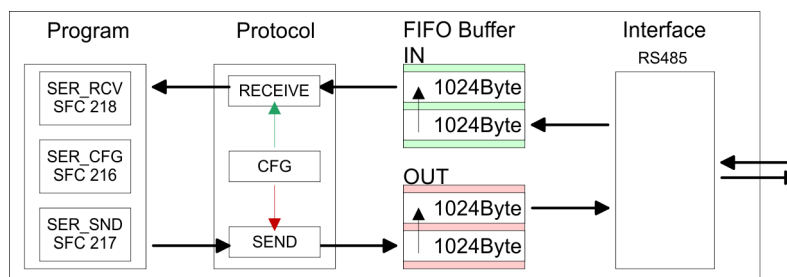 Program
Protocol
FIFO Buffer
Interface
IN
RS485
SER_RCV
SFC 218
RECEIVE
1024Byte
1024Byte
SER_CFG
SFC 216
CFG
OUT
SER_SND
SFC 217
SEND
1024Byte
1024Byte